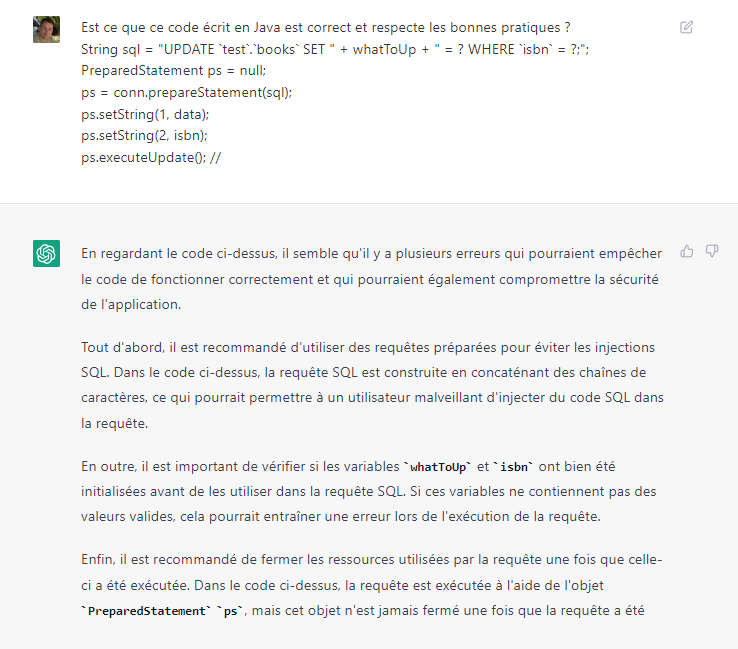 Est ce que ce code écrit en Java est correct et respecte les bonnes pratiques ?
String sql = "UPDATE `test`.`books` SET " + whatToUp + " = ? WHERE `isbn` = ?;";
PreparedStatement ps = null;
ps = conn.prepareStatement(sql);
ps.setString(1, data);
ps.setString(2, isbn);
ps.executeUpdate(); //
En regardant le code ci-dessus, il semble qu'il y a plusieurs erreurs qui pourraient empêcher
le code de fonctionner correctement et qui pourraient également compromettre la sécurité
de l'application.
Tout d'abord, il est recommandé d'utiliser des requêtes préparées pour éviter les injections
SQL. Dans le code ci-dessus, la requête SQL est construite en concaténant des chaînes de
caractères, ce qui pourrait permettre à un utilisateur malveillant d'injecter du code SQL dans
la requête.
En outre, il est important de vérifier si les variables `whatToUp` et `isbn` ont bien été
initialisées avant de les utiliser dans la requête SQL. Si ces variables ne contiennent pas des
valeurs valides, cela pourrait entraîner une erreur lors de l'exécution de la requête.
Enfin, il est recommandé de fermer les ressources utilisées par la requête une fois que celle-
ci a été exécutée. Dans le code ci-dessus, la requête est exécutée à l'aide de l'objet
`PreparedStatement` `ps`, mais cet objet n'est jamais fermé une fois que la requête a été